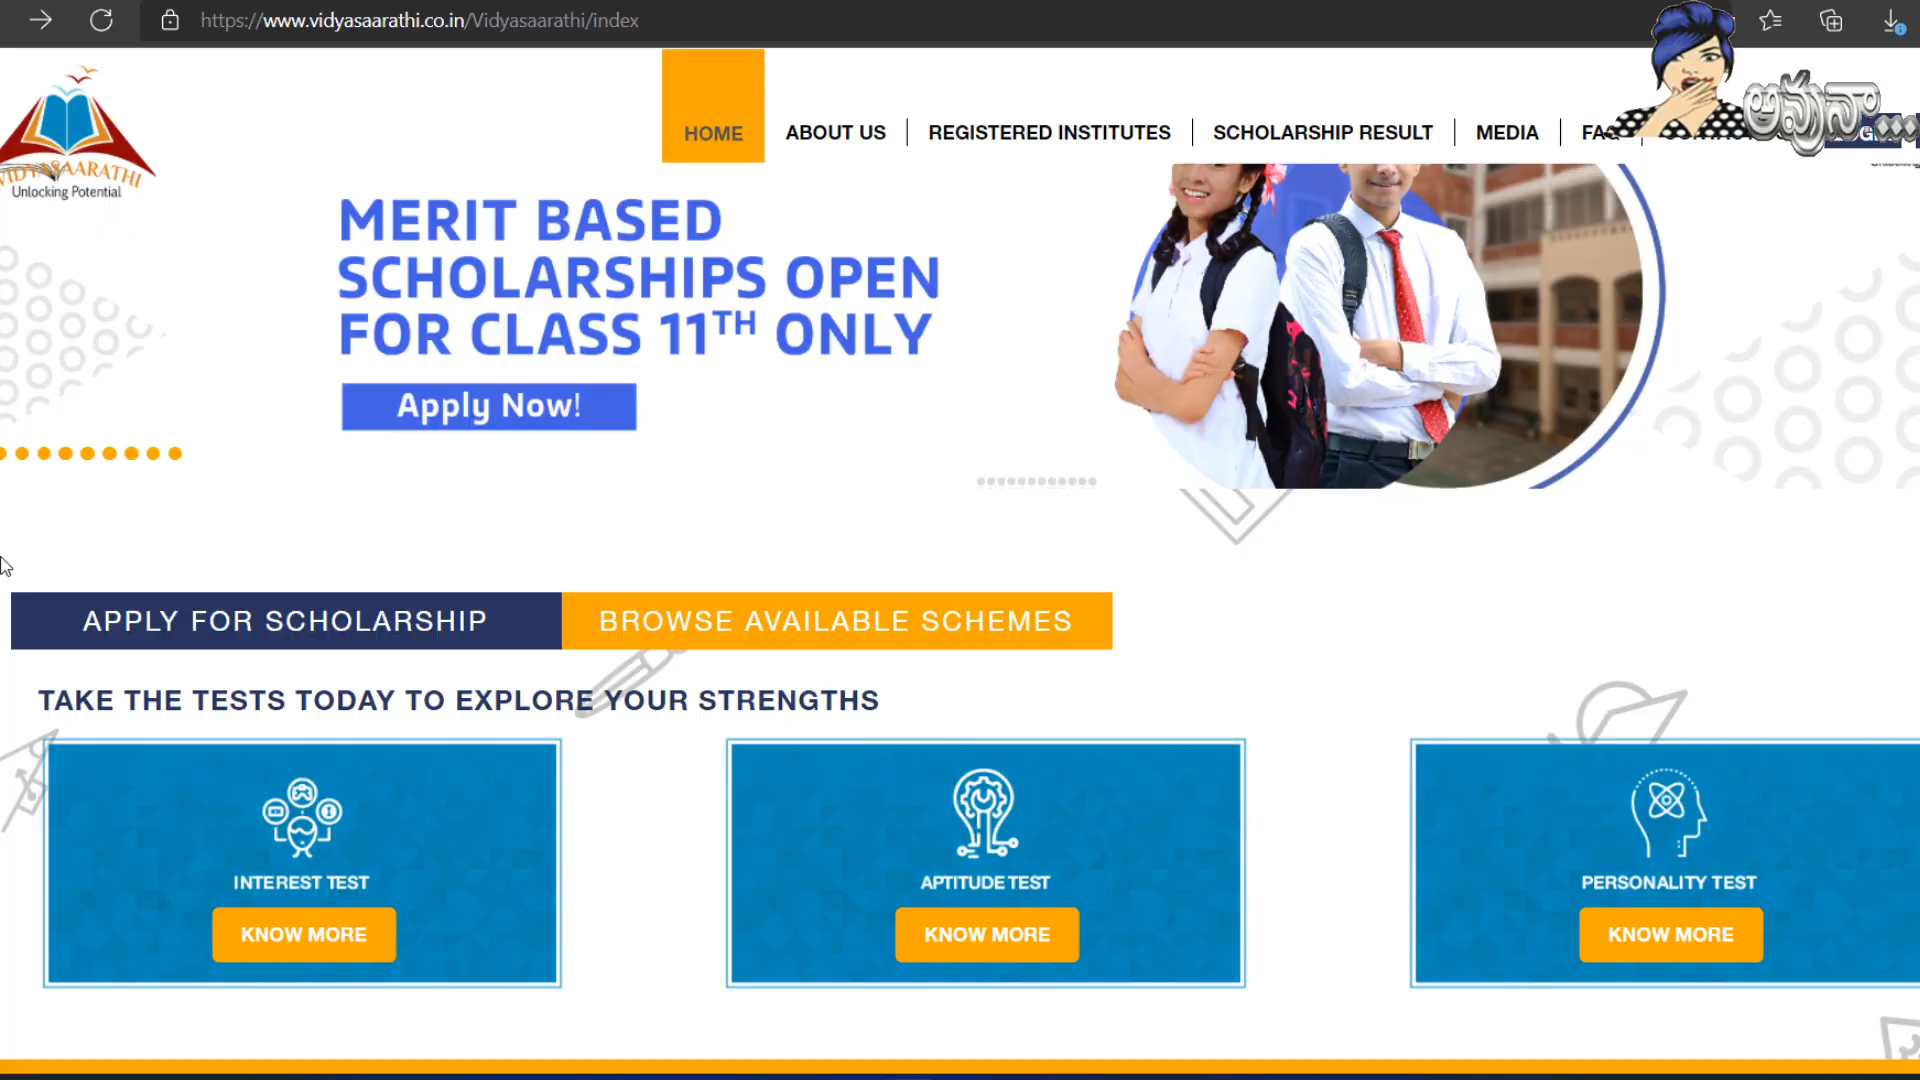 https://www.vidyasaarathi.co.in/Vidyasaarathi/index
అవునా...
VIDYASAARATHI
Unlocking Potential
HOME
ABOUT US
REGISTERED INSTITUTES
SCHOLARSHIP RESULT
MEDIA
MERIT BASED
SCHOLARSHIPS OPEN
FOR CLASS 11TH ONLY
Apply Now!
APPLY FOR SCHOLARSHIP
BROWSE AVAILABLE SCHEMES
TAKE THE TESTS TODAY TO EXPLORE YOUR STRENGTHS
INTEREST TEST
APTITUDE TEST
PERSONALITY TEST
KNOW MORE
KNOW MORE
KNOW MORE